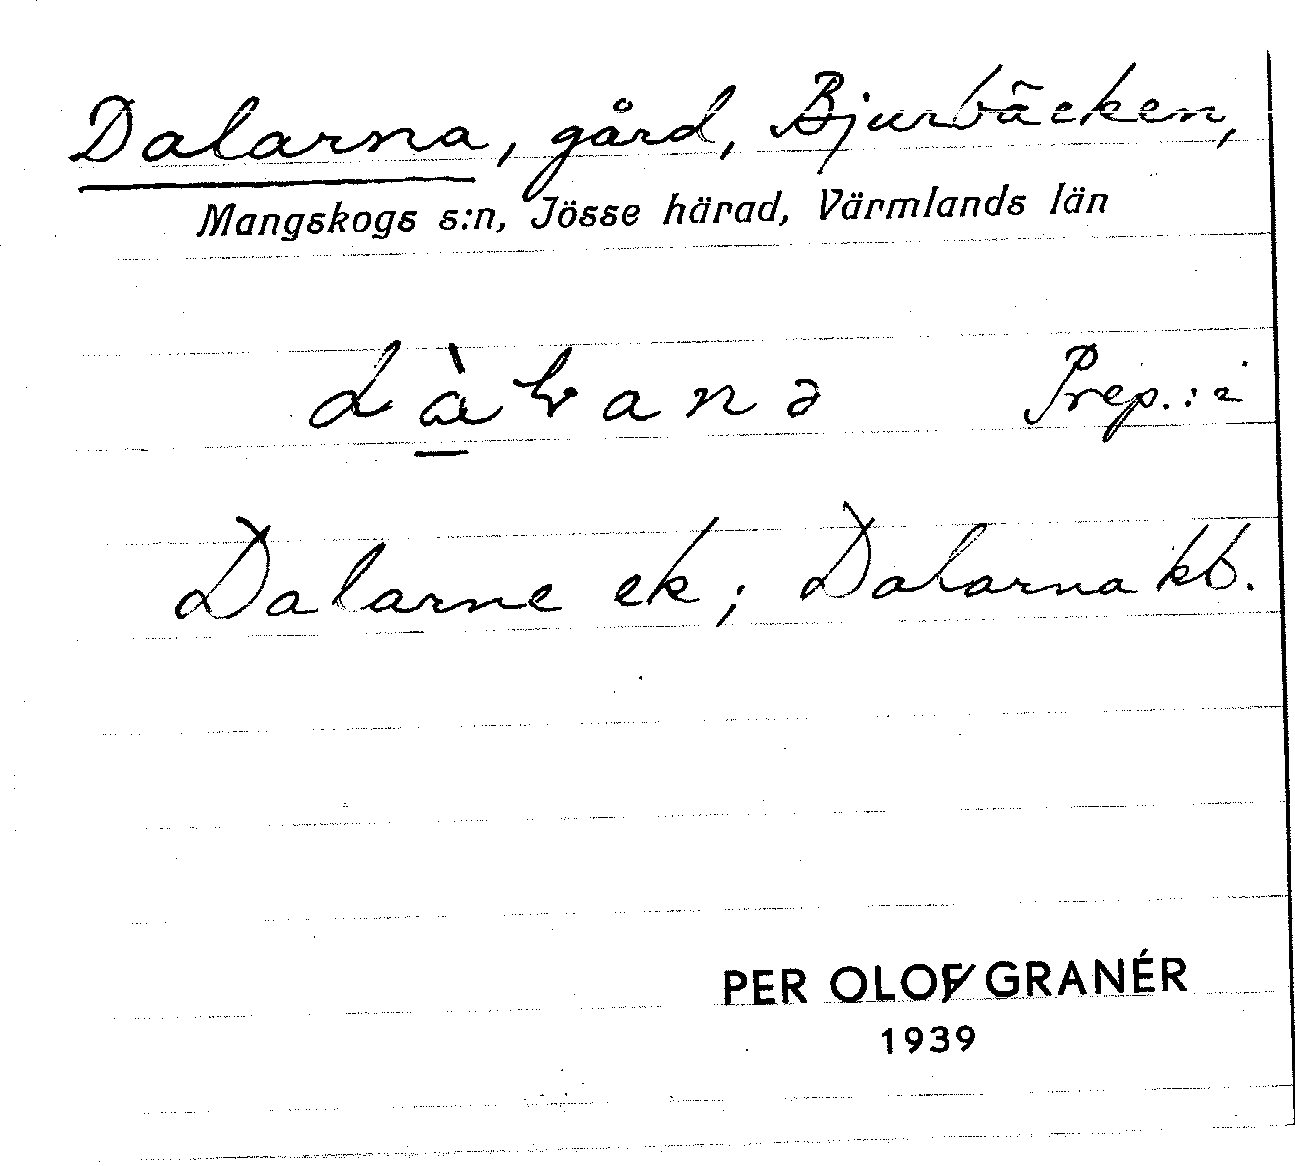 Dalarna, gård, Bjurbäcken,
Mangskogs s:n, Jösse härad, Värmlands län
Prep.: i
Dalarne ek; Dalarna kb.
PER OLOF GRANÉR
1939